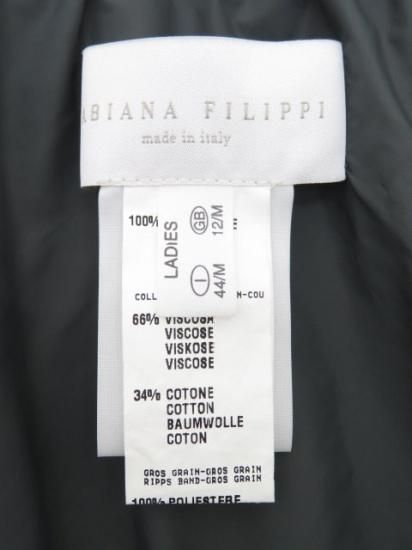 ABIANA FILIPPI
made in italy
100%
LADIES
GB 12/M
I 44/M
COLL N-COU
66% VISCOSA
VISCOSE
VISKOSE
VISCOSE
34% COTONE
COTTON
BAUMWOLLE
COTON
GROS GRAIN-GROS GRAIN
RIPPS BAND-GROS GRAIN
100% POLIESTERE